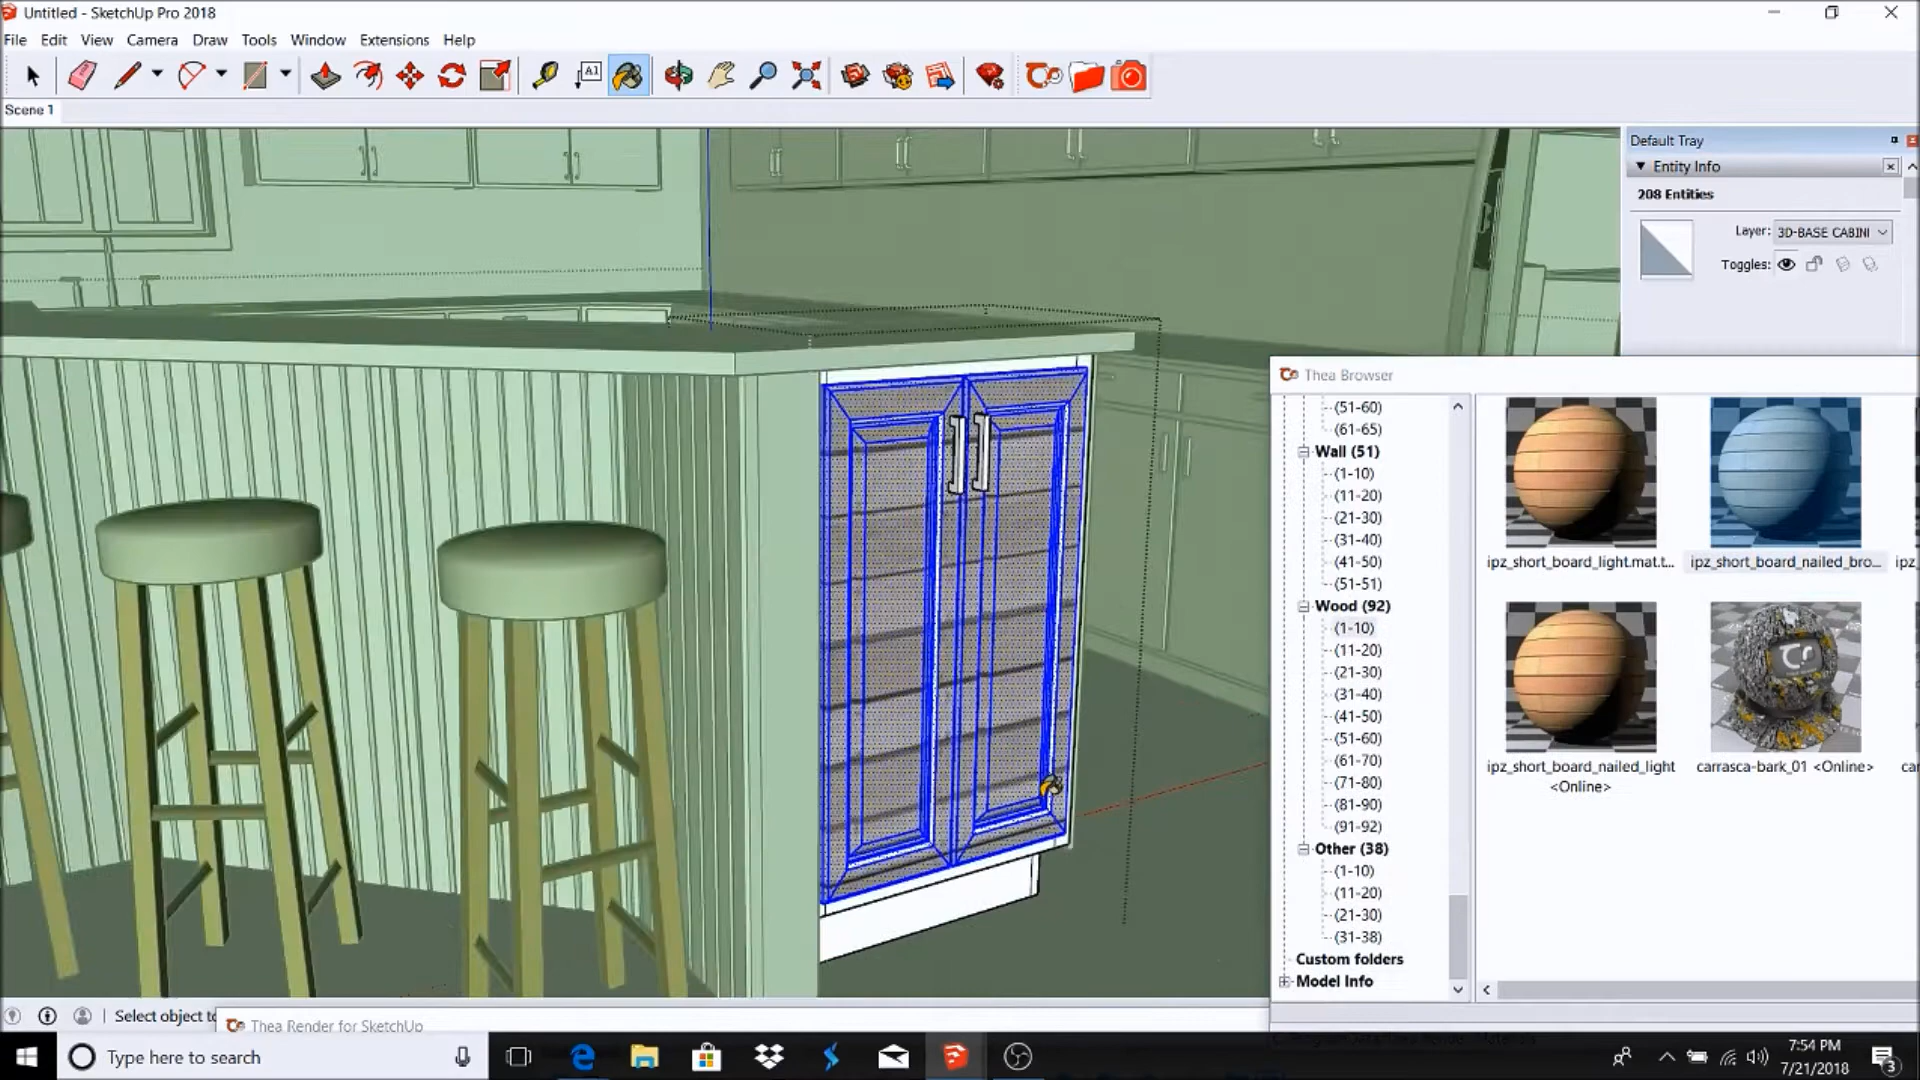 Untitled - SketchUp Pro 2018
File Edit View Camera Draw Tools Window Extensions Help
A1
Scene 1
Default Tray
Entity Info
208 Entities
Layer: 3D-BASE CABINI
Toggles:
Thea Browser
(51-60)
(61-65)
Wall (51)
(1-10)
(11-20)
(21-30)
(31-40)
(41-50)
(51-51)
Wood (92)
(1-10)
(11-20)
(21-30)
(31-40)
(41-50)
(51-60)
(61-70)
(71-80)
(81-90)
(91-92)
Other (38)
(1-10)
(11-20)
(21-30)
(31-38)
Custom folders
Model Info
ipz_short_board_light.mat.t...
ipz_short_board_nailed_bro...
ipz_
ipz_short_board_nailed_light
<Online>
carrasca-bark_01 <Online>
Select object to
Thea Render for SketchUp
Type here to search
7:54 PM
7/21/2018
3